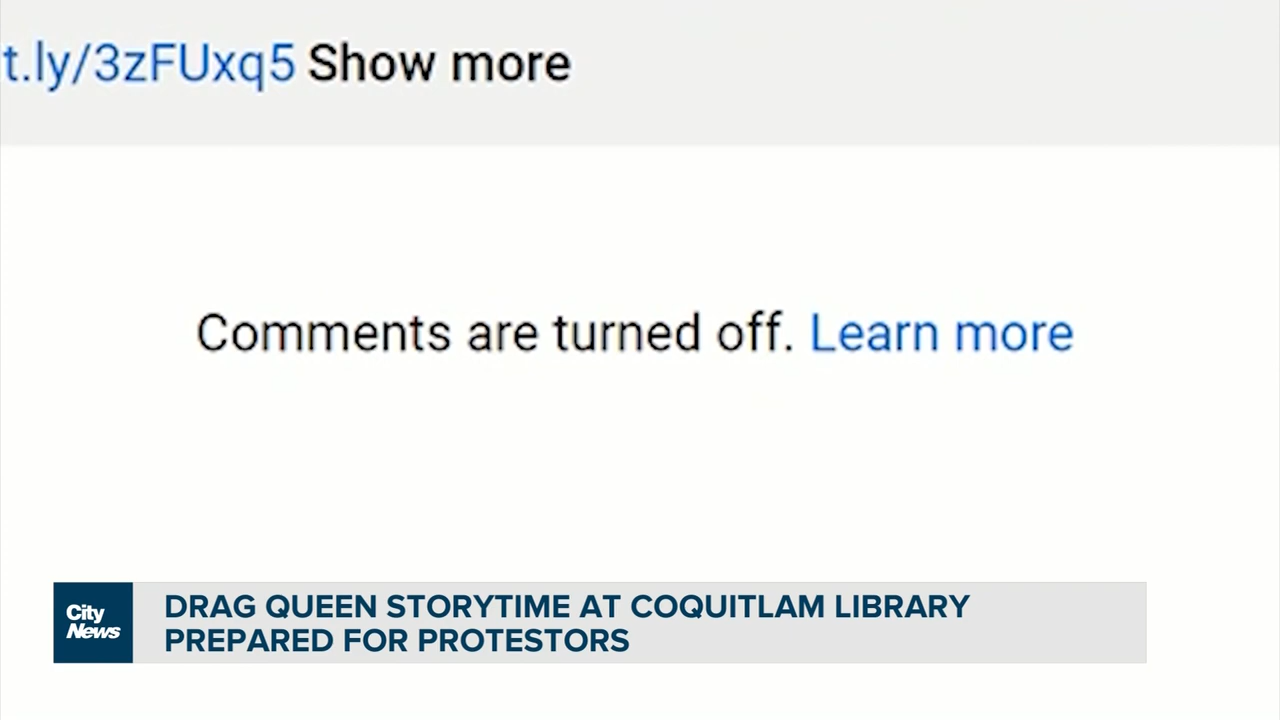 t.ly/3zFUxq5 Show more
Comments are turned off. Learn more
City
News
DRAG QUEEN STORYTIME AT COQUITLAM LIBRARY
PREPARED FOR PROTESTORS